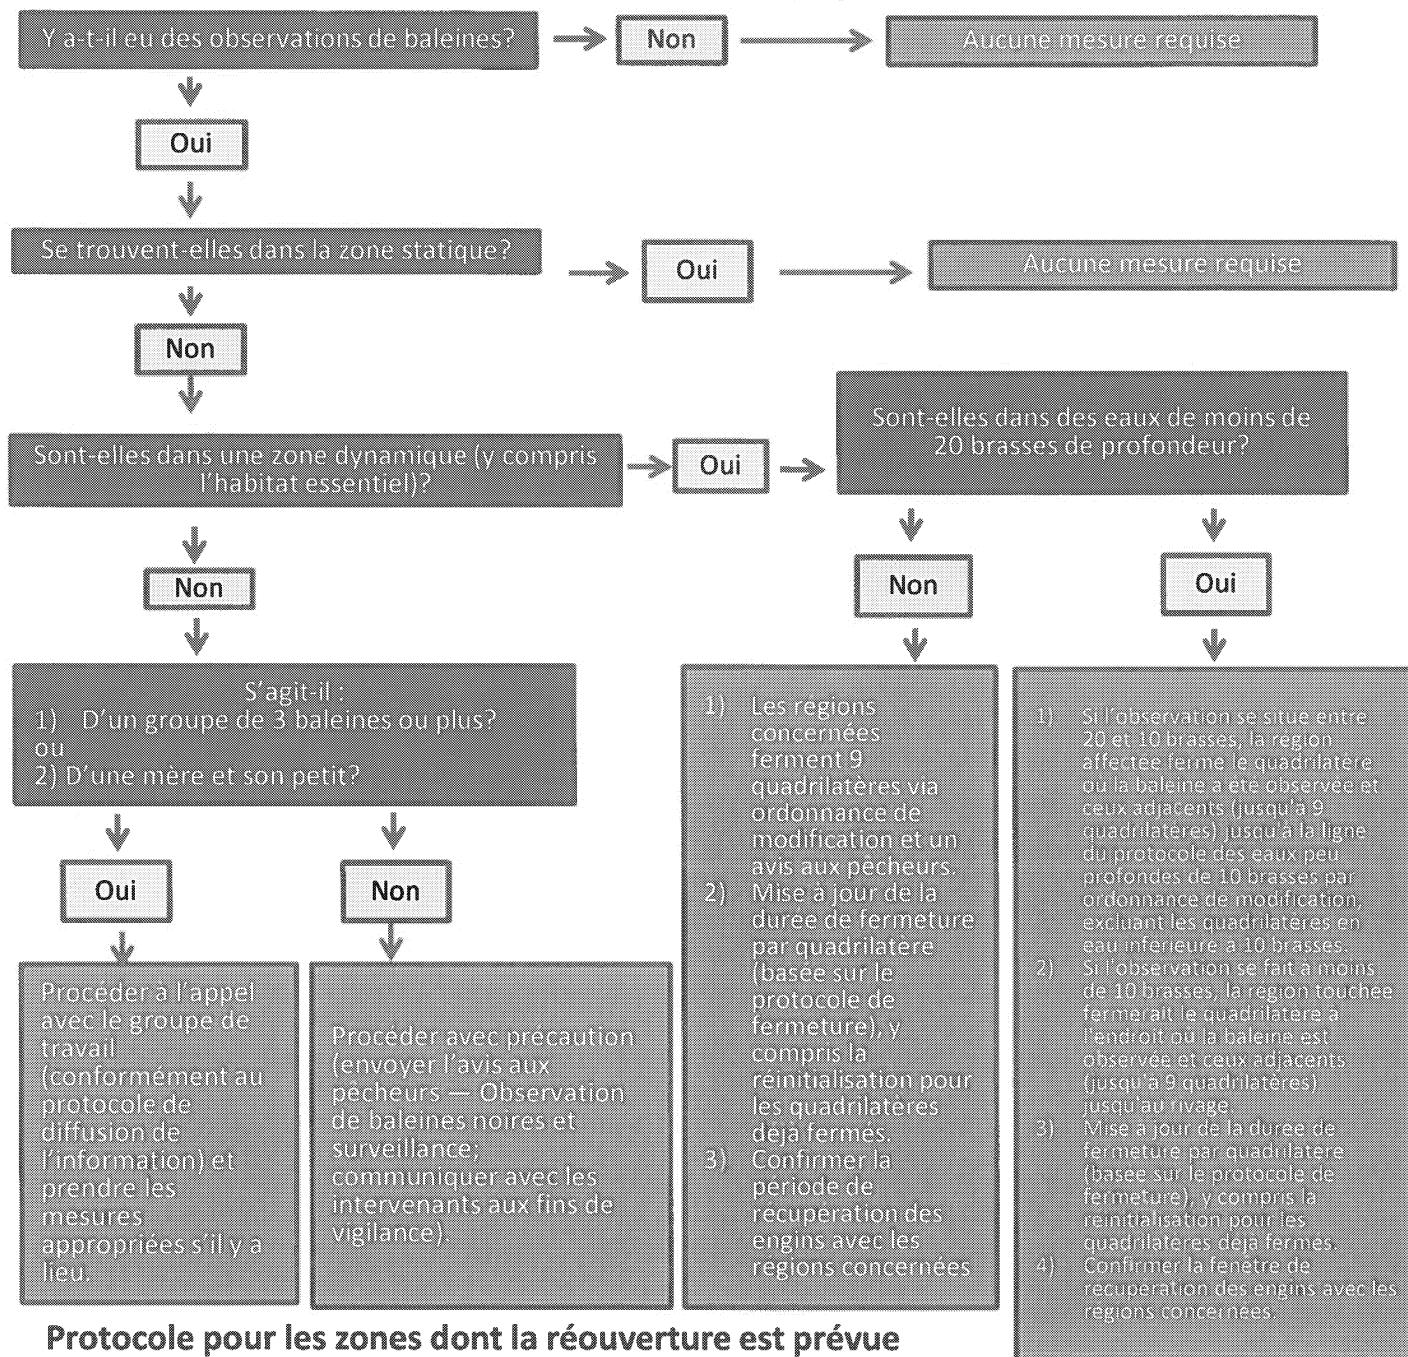 Y a-t-il eu des observations de baleines?
Non
Aucune mesure requise
Oui
Se trouvent-elles dans la zone statique?
Oui
Aucune mesure requise
Non
Sont-elles dans une zone dynamique (y compris
l'habitat essentiel)?
Oui
Sont-elles dans des eaux de moins de
20 brasses de profondeur?
Non
Non
Oui
S'agit-il :
1) D'un groupe de 3 baleines ou plus?
ou
2) D'une mère et son petit?
Oui
Non
Procéder à l'appel
avec le groupe de
travail
(conformément au
protocole de
diffusion de
l'information) et
prendre les
mesures
appropriées s'il y a
lieu.
Procéder avec précaution
(envoyer l'avis aux
pêcheurs — Observation
de baleines noires et
surveillance;
communiquer avec les
intervenants aux fins de
vigilance).
1) Les régions
concernées
ferment 9
quadrilatères via
ordonnance de
modification et un
avis aux pêcheurs.
2) Mise à jour de la
durée de fermeture
par quadrilatère
(basée sur le
protocole de
fermeture), y
compris la
réinitialisation pour
les quadrilatères
déjà fermés.
3) Confirmer la
période de
récupération des
engins avec les
régions concernées
1) Si l'observation se situe entre
20 et 10 brasses, la région
affectée ferme le quadrilatère
où la baleine a été observée et
ceux adjacents (jusqu'à 9
quadrilatères) jusqu'à la ligne
du protocole des eaux peu
profondes de 10 brasses par
ordonnance de modification,
excluant les quadrilatères en
eau inférieure à 10 brasses.
2) Si l'observation se fait à moins
de 10 brasses, la région touchée
fermerait le quadrilatère à
l'endroit où la baleine est
observée et ceux adjacents
(jusqu'à 9 quadrilatères)
jusqu'au rivage.
3) Mise à jour de la durée de
fermeture par quadrilatère
(basée sur le protocole de
fermeture), y compris la
réinitialisation pour les
quadrilatères déjà fermés.
4) Confirmer la fenêtre de
récupération des engins avec les
régions concernées.
Protocole pour les zones dont la réouverture est prévue